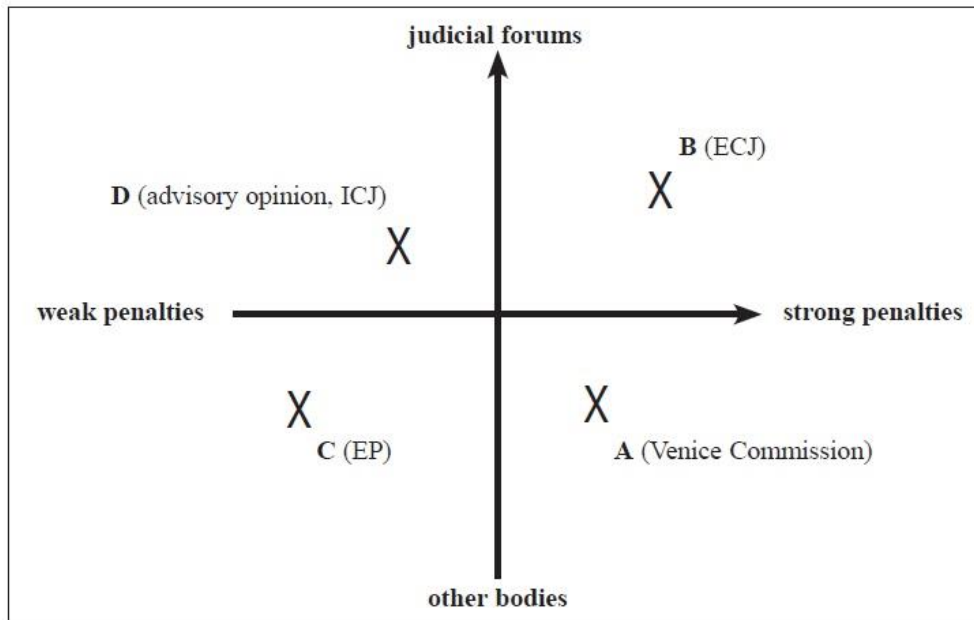 judicial forums
B (ECJ)
X
D (advisory opinion, ICJ)
X
weak penalties
strong penalties
X
X
C (EP)
A (Venice Commission)
other bodies